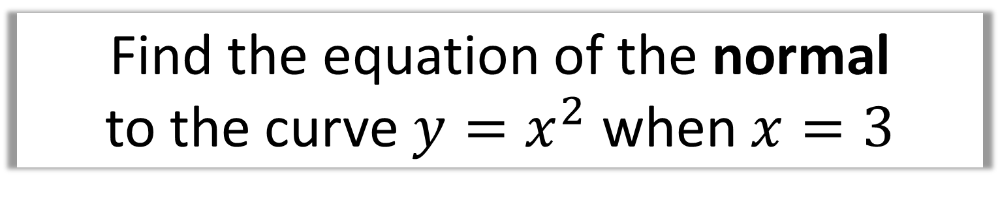 Find the equation of the normal
to the curve 𝑦 = 𝑥² when 𝑥 = 3